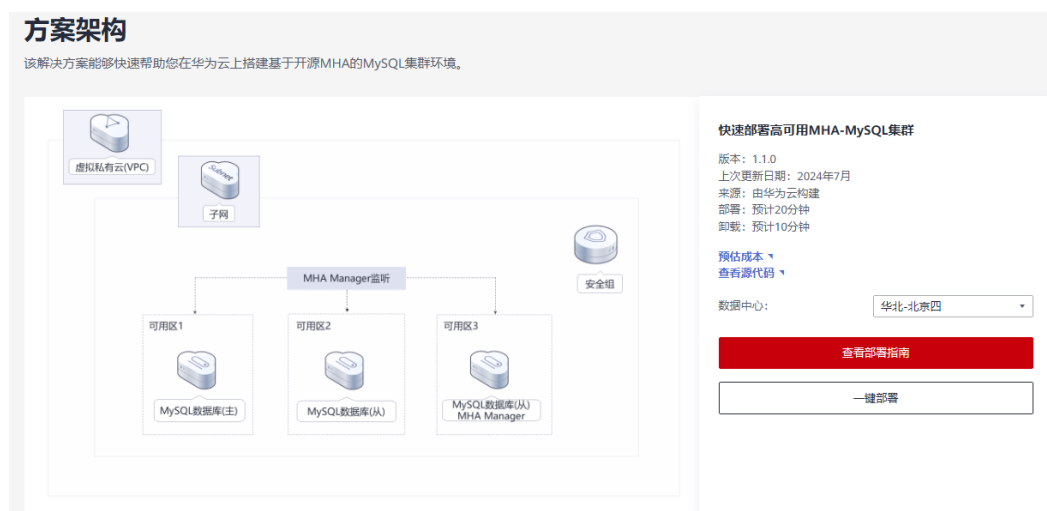 方案架构
该解决方案能够快速帮助您在华为云上搭建基于开源MHA的MySQL集群环境。
虚拟私有云(VPC)
Subnet
子网
安全组
MHA Manager监听
可用区1
可用区2
可用区3
MySQL数据库(主)
MySQL数据库(从)
MySQL数据库(从)
MHA Manager
快速部署高可用MHA-MySQL集群
版本：1.1.0
上次更新日期：2024年7月
来源：由华为云构建
部署：预计20分钟
卸载：预计10分钟
预估成本
查看源代码
数据中心：
华北-北京四
查看部署指南
一键部署